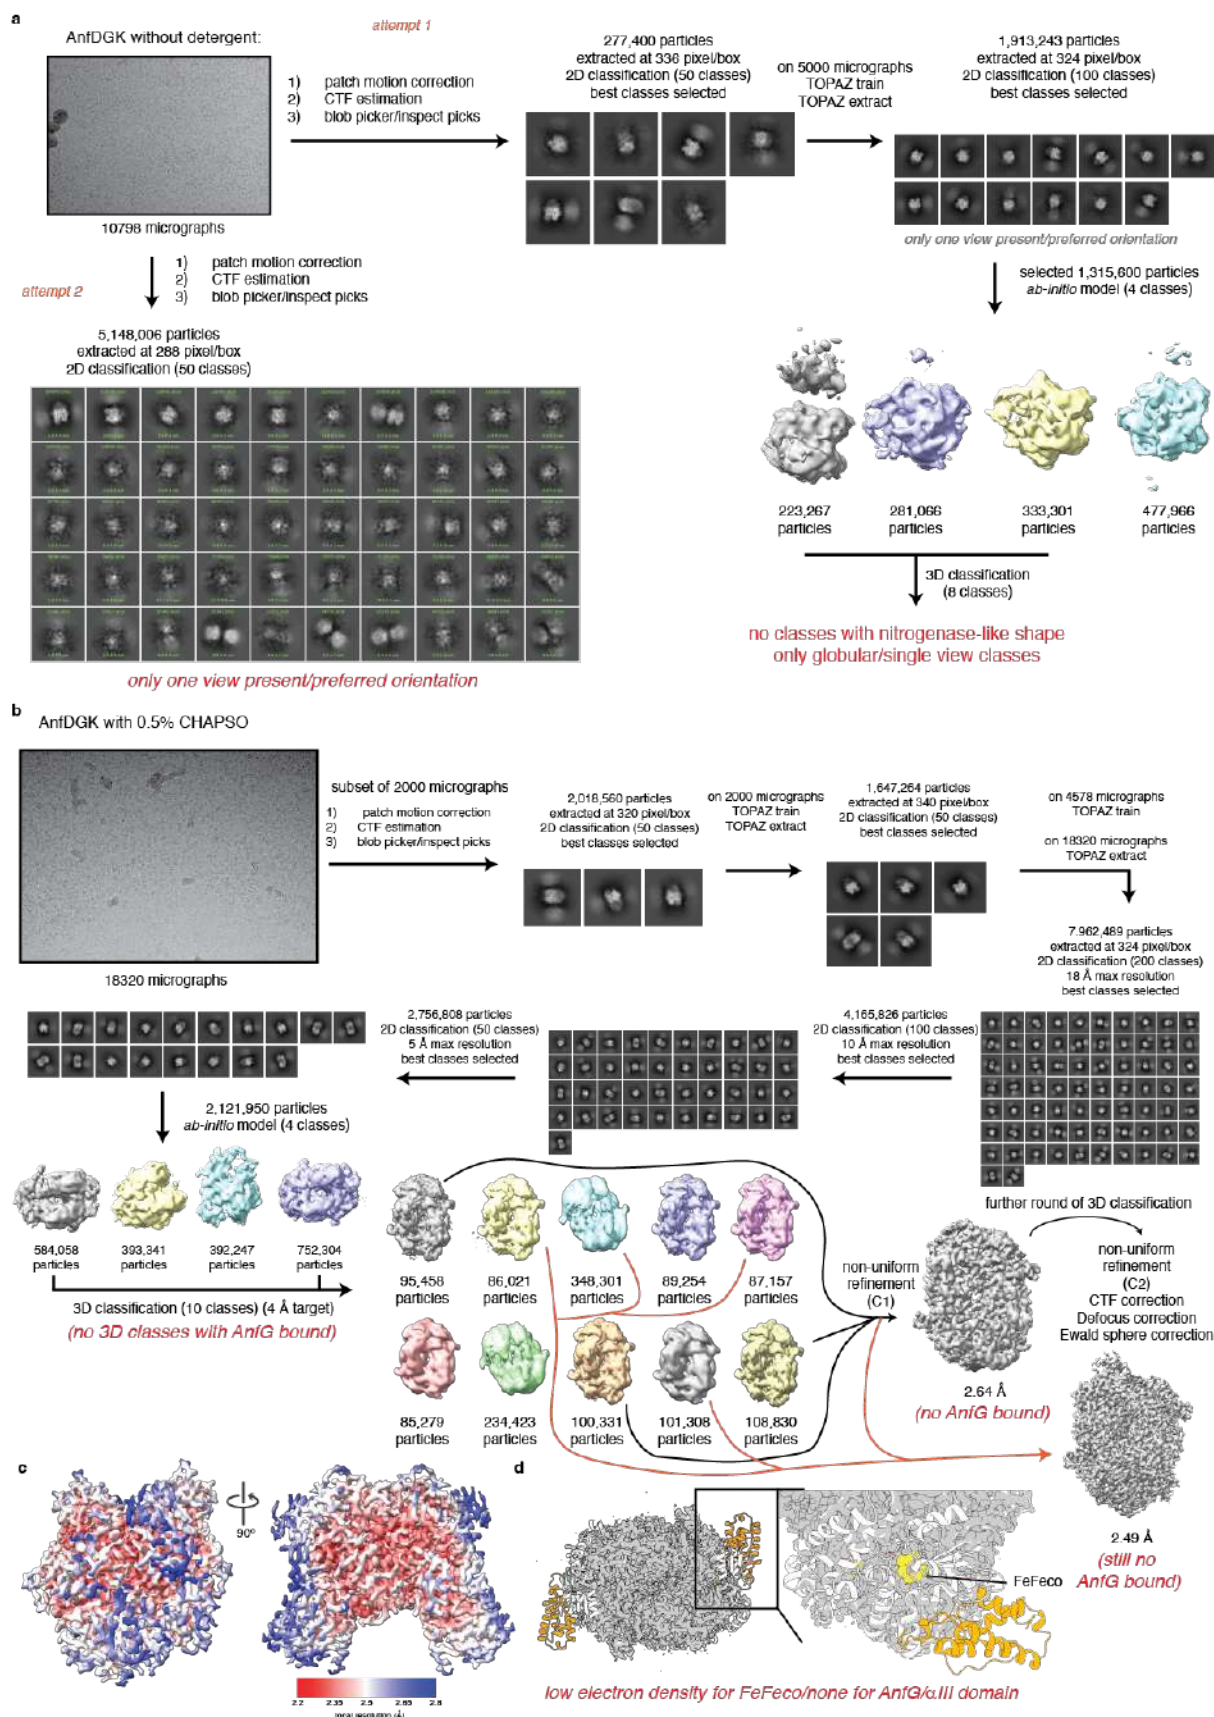 a
AnfDGK without detergent:
attempt 1
1) patch motion correction
2) CTF estimation
3) blob picker/inspect picks
277,400 particles
extracted at 336 pixel/box
2D classification (50 classes)
best classes selected
on 5000 micrographs
TOPAZ train
TOPAZ extract
1,913,243 particles
extracted at 324 pixel/box
2D classification (100 classes)
best classes selected
10798 micrographs
only one view present/preferred orientation
attempt 2
1) patch motion correction
2) CTF estimation
3) blob picker/inspect picks
selected 1,315,600 particles
ab-initio model (4 classes)
5,148,006 particles
extracted at 288 pixel/box
2D classification (50 classes)
223,267
particles
281,066
particles
333,301
particles
477,966
particles
3D classification
(8 classes)
no classes with nitrogenase-like shape
only globular/single view classes
only one view present/preferred orientation
b
AnfDGK with 0.5% CHAPSO
subset of 2000 micrographs
1) patch motion correction
2) CTF estimation
3) blob picker/inspect picks
2,018,560 particles
extracted at 320 pixel/box
2D classification (50 classes)
best classes selected
on 2000 micrographs
TOPAZ train
TOPAZ extract
1,647,264 particles
extracted at 340 pixel/box
2D classification (50 classes)
best classes selected
on 4578 micrographs
TOPAZ train
on 18320 micrographs
TOPAZ extract
18320 micrographs
7.962,489 particles
extracted at 324 pixel/box
2D classification (200 classes)
18 Å max resolution
best classes selected
4,165,826 particles
2D classification (100 classes)
10 Å max resolution
best classes selected
2,756,808 particles
2D classification (50 classes)
5 Å max resolution
best classes selected
2,121,950 particles
ab-initio model (4 classes)
584,058
particles
393,341
particles
392,247
particles
752,304
particles
3D classification (10 classes) (4 Å target)
(no 3D classes with AnfG bound)
95,458
particles
86,021
particles
348,301
particles
89,254
particles
87,157
particles
85,279
particles
234,423
particles
100,331
particles
101,308
particles
108,830
particles
non-uniform
refinement
(C1)
further round of 3D classification
non-uniform
refinement
(C2)
CTF correction
Defocus correction
Ewald sphere correction
2.64 Å
(no AnfG bound)
2.49 Å
(still no
AnfG bound)
c
90°
2.2 2.35 2.5 2.65 2.8
local resolution (Å)
d
FeFeco
low electron density for FeFeco/none for AnfG/αIII domain